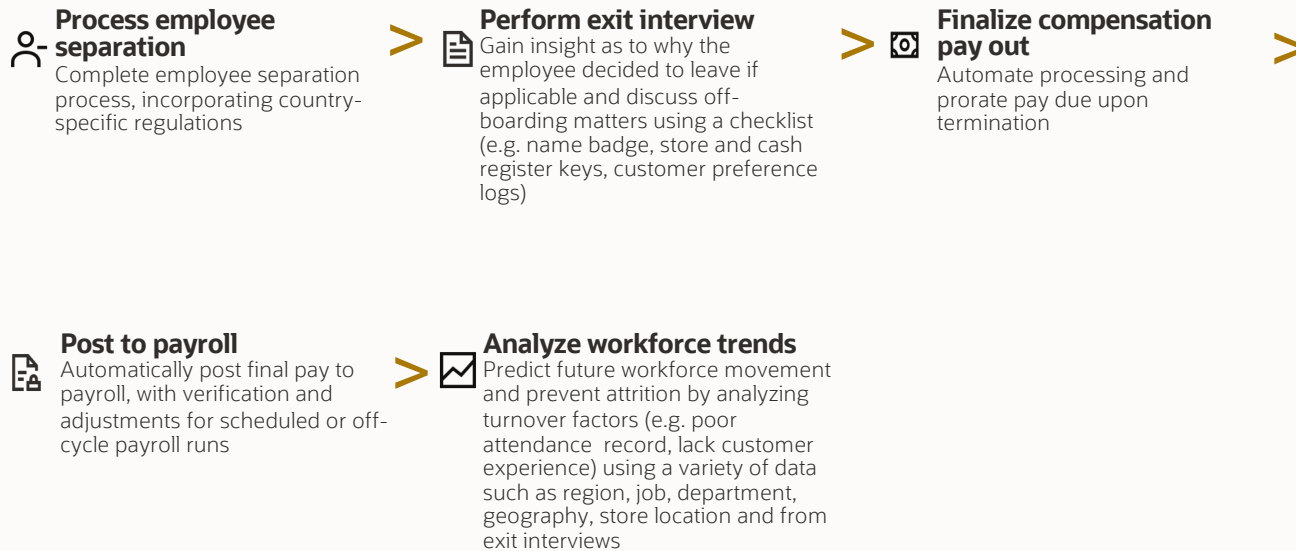 Process employee
separation
Complete employee separation
process, incorporating country-
specific regulations
>
Perform exit interview
Gain insight as to why the
employee decided to leave if
applicable and discuss off-
boarding matters using a checklist
(e.g. name badge, store and cash
register keys, customer preference
logs)
>
Finalize compensation
pay out
Automate processing and
prorate pay due upon
termination
>
Post to payroll
Automatically post final pay to
payroll, with verification and
adjustments for scheduled or off-
cycle payroll runs
>
Analyze workforce trends
Predict future workforce movement
and prevent attrition by analyzing
turnover factors (e.g. poor
attendance  record, lack customer
experience) using a variety of data
such as region, job, department,
geography, store location and from
exit interviews